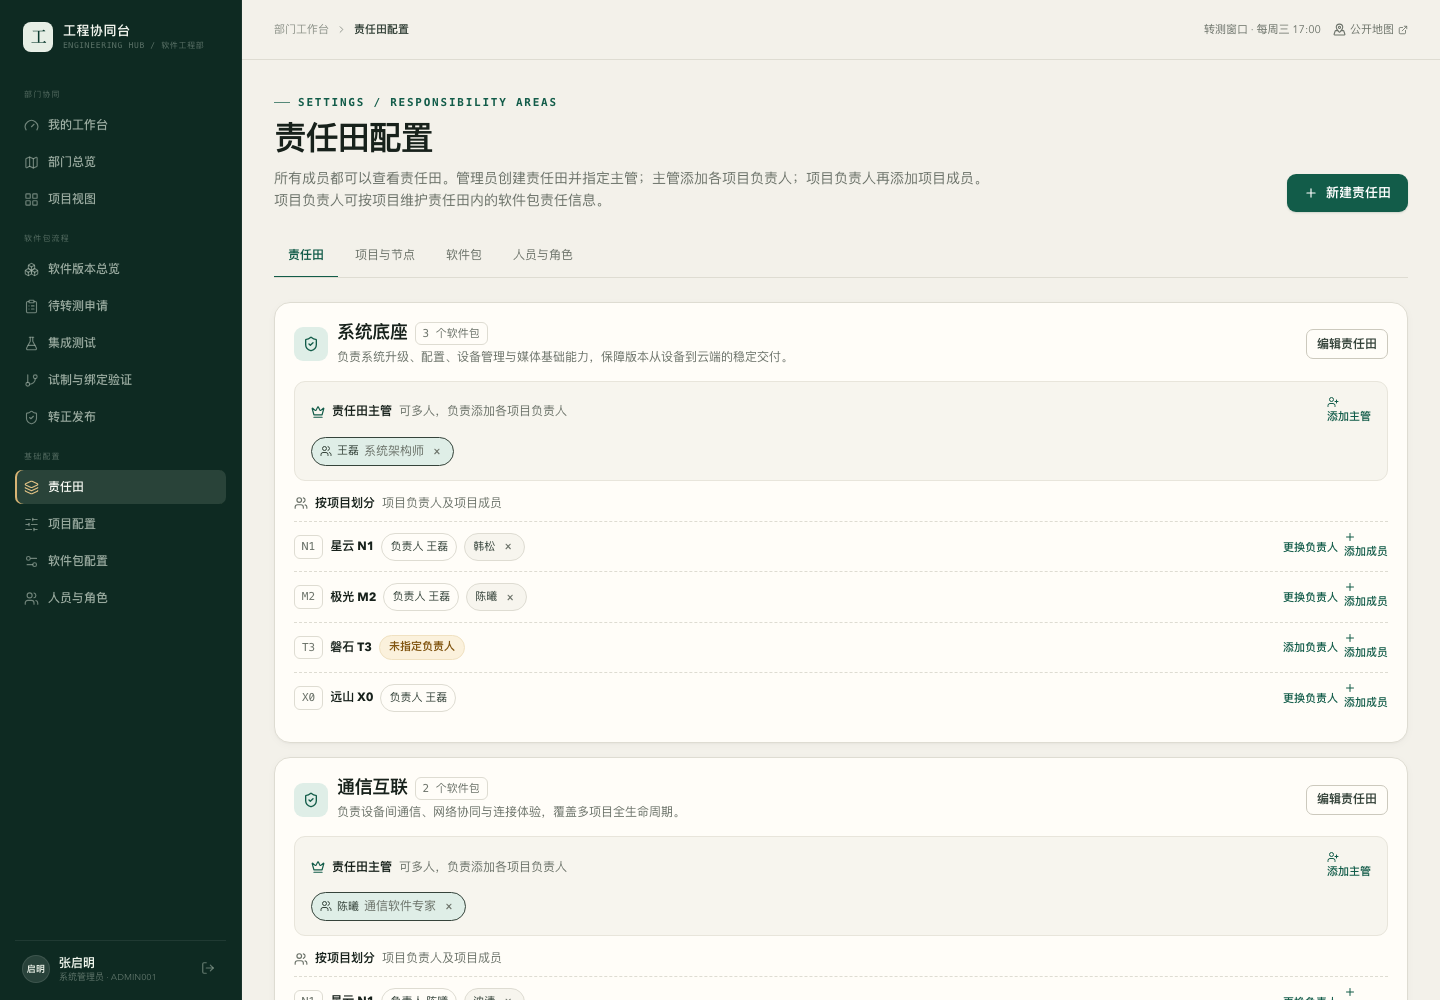 工
工程协同台
ENGINEERING HUB / 软件工程部
部门协同
我的工作台
部门总览
项目视图
软件包流程
软件版本总览
待转测申请
集成测试
试制与绑定验证
转正发布
基础配置
责任田
项目配置
软件包配置
人员与角色
启明
张启明
系统管理员 · ADMIN001
部门工作台 > 责任田配置
转测窗口 · 每周三 17:00 公开地图
SETTINGS / RESPONSIBILITY AREAS
责任田配置
所有成员都可以查看责任田。管理员创建责任田并指定主管；主管添加各项目负责人；项目负责人再添加项目成员。
项目负责人可按项目维护责任田内的软件包责任信息。
+ 新建责任田
责任田 项目与节点 软件包 人员与角色
系统底座 3 个软件包
负责系统升级、配置、设备管理与媒体基础能力，保障版本从设备到云端的稳定交付。
编辑责任田
责任田主管 可多人，负责添加各项目负责人
添加主管
王磊 系统架构师 ×
按项目划分 项目负责人及项目成员
N1 星云 N1 负责人 王磊 韩松 × 更换负责人 + 添加成员
M2 极光 M2 负责人 王磊 陈曦 × 更换负责人 + 添加成员
T3 磐石 T3 未指定负责人 添加负责人 + 添加成员
X0 远山 X0 负责人 王磊 更换负责人 + 添加成员
通信互联 2 个软件包
负责设备间通信、网络协同与连接体验，覆盖多项目全生命周期。
编辑责任田
责任田主管 可多人，负责添加各项目负责人
添加主管
陈曦 通信软件专家 ×
按项目划分 项目负责人及项目成员
N1 星云 N1 负责人 陈曦 更换负责人 +